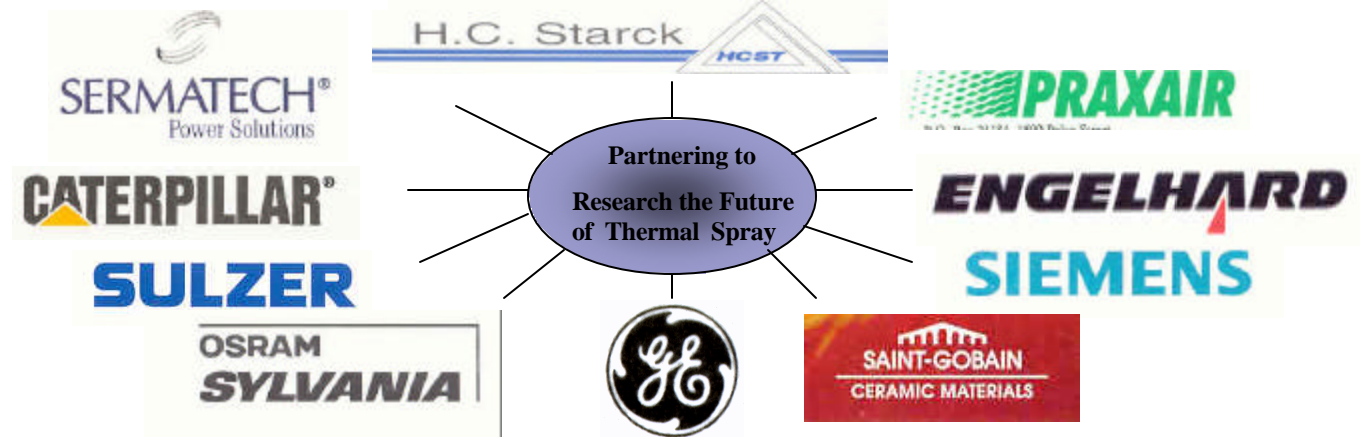 H.C. Starck
HCST
SERMATECH®
Power Solutions
PRAXAIR
Partnering to
CATERPILLAR®
Research the Future
of Thermal Spray
ENGELHARD
SULZER
SIEMENS
OSRAM
SYLVANIA
GE
SAINT-GOBAIN
CERAMIC MATERIALS